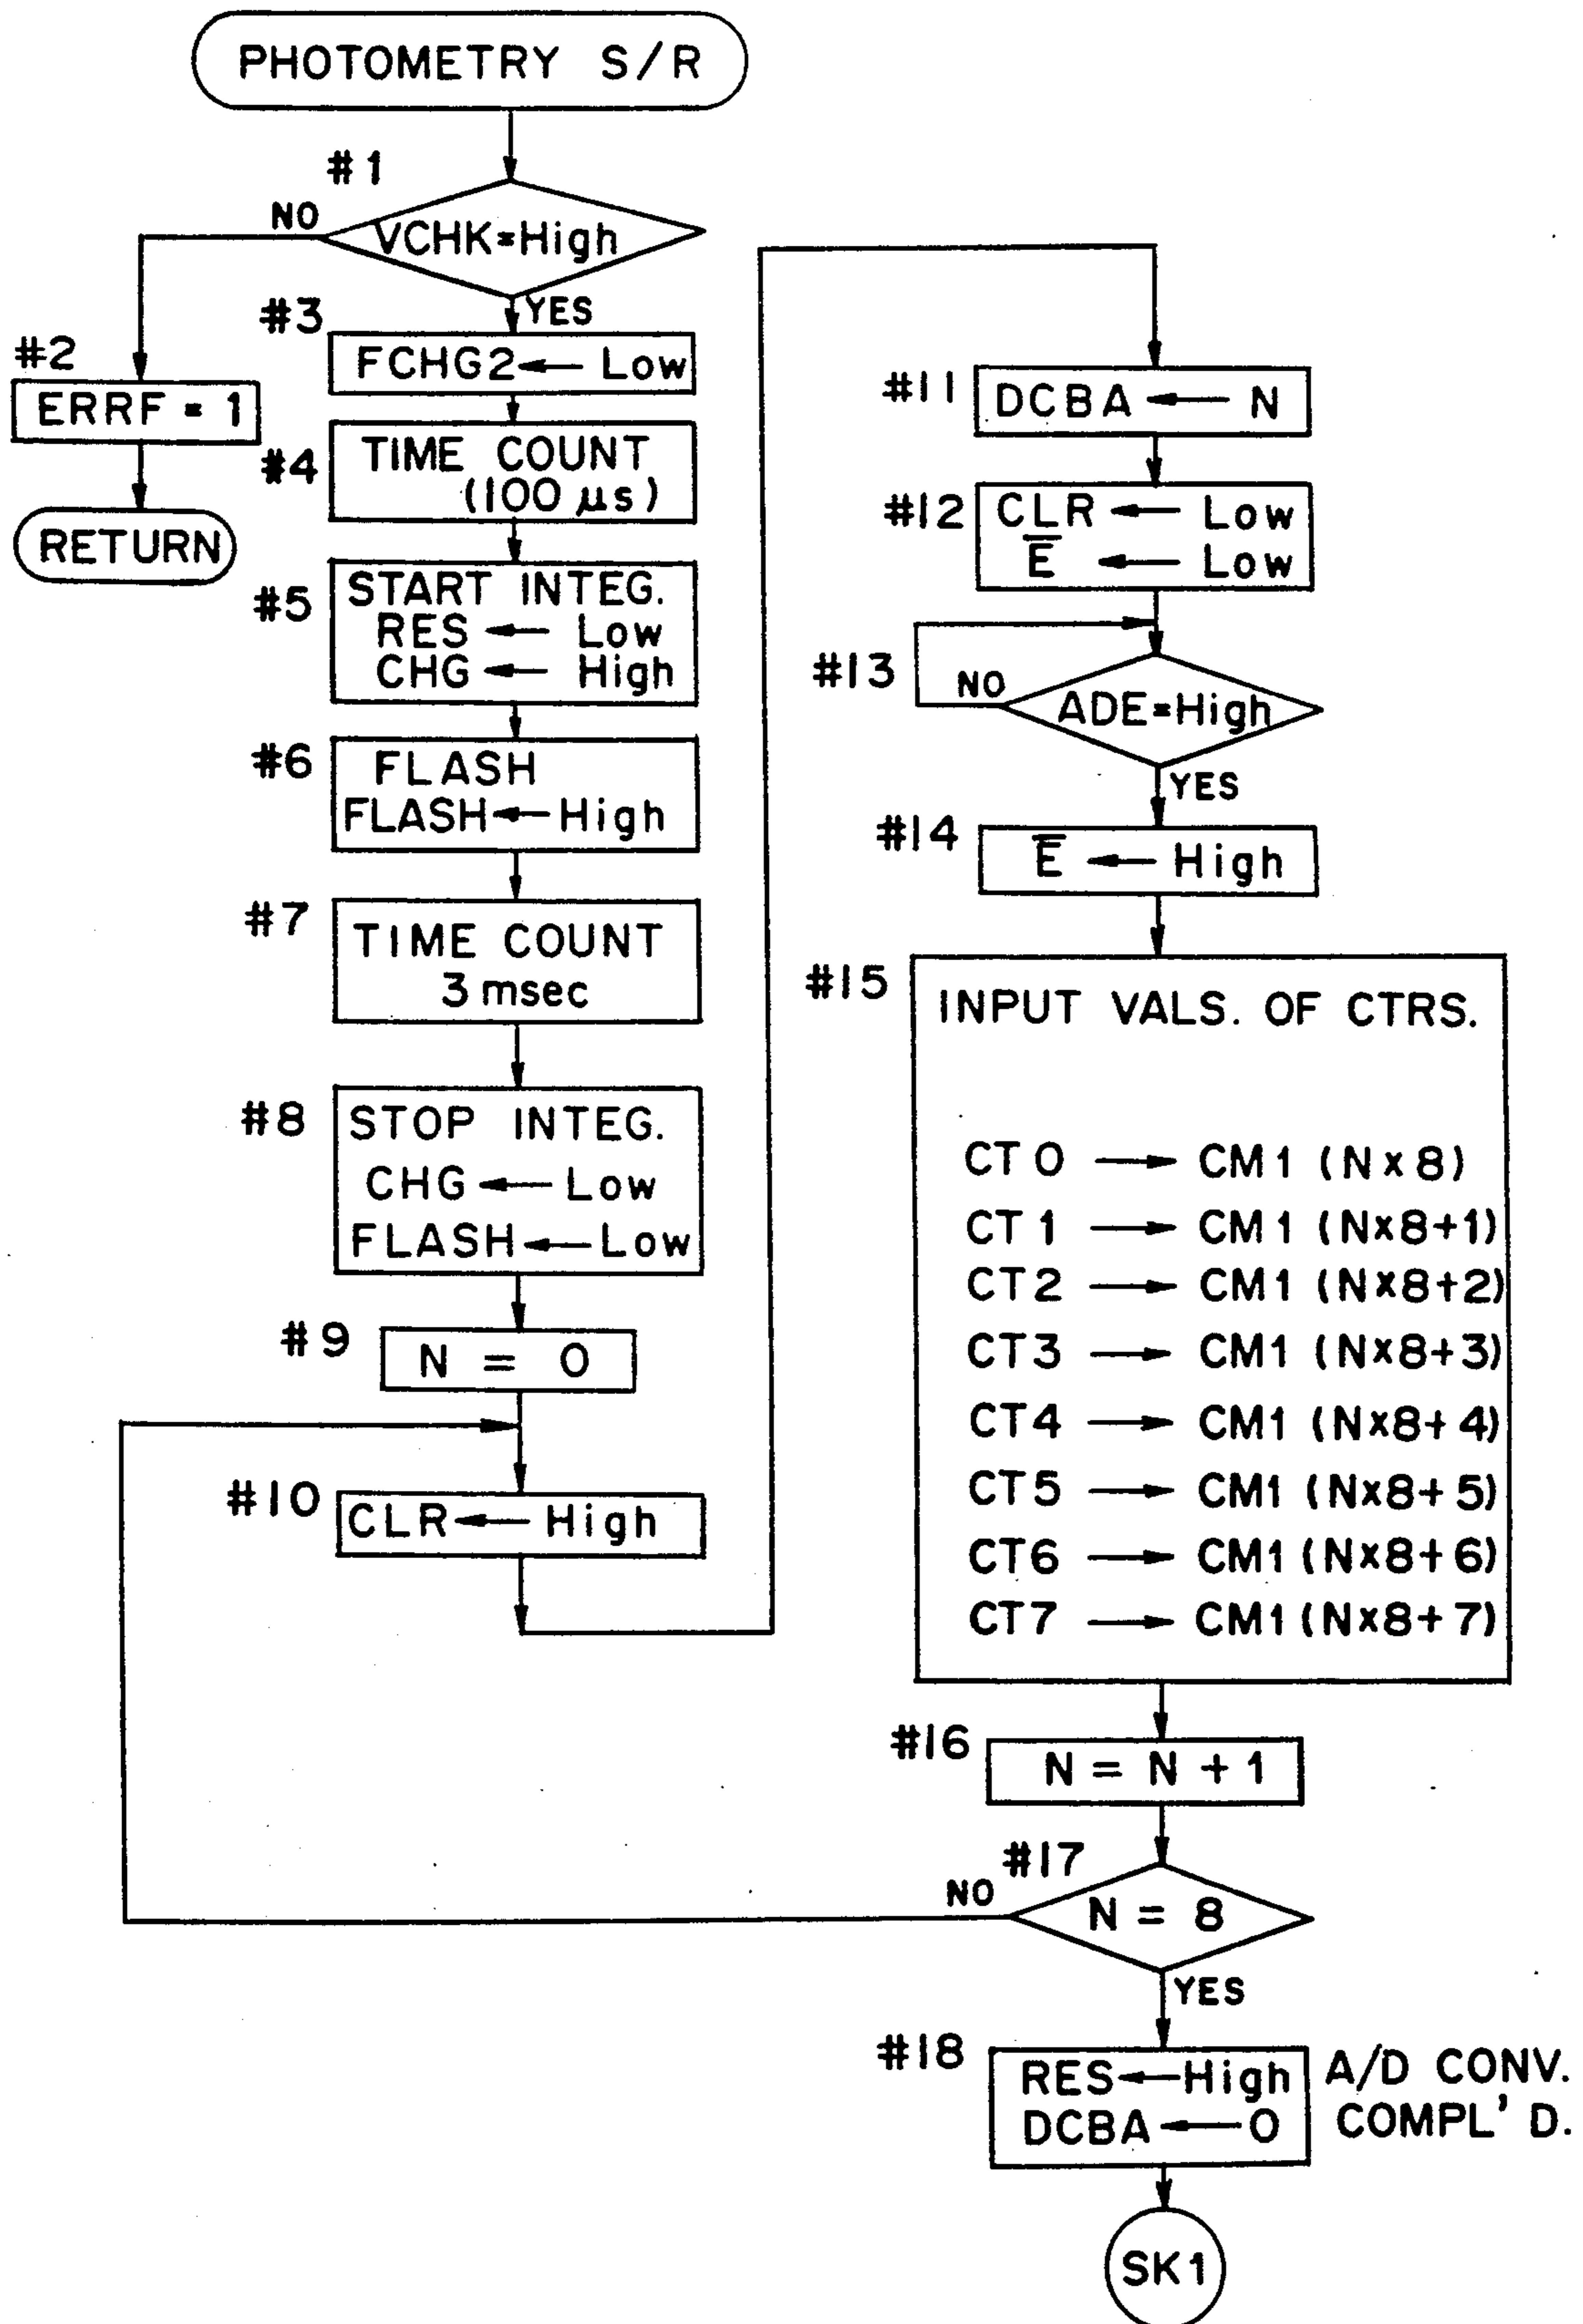 PHOTOMETRY S/R
#1
NO
VCHK=High
YES
#2
ERRF = 1
RETURN
#3
FCHG2 ← Low
#4
TIME COUNT
(100 μs)
#5
START INTEG.
RES ← Low
CHG ← High
#6
FLASH
FLASH ← High
#7
TIME COUNT
3 msec
#8
STOP INTEG.
CHG ← Low
FLASH ← Low
#9
N = 0
#10
CLR ← High
#11
DCBA ← N
#12
CLR ← Low
E̅ ← Low
#13
NO
ADE=High
YES
#14
E̅ ← High
#15
INPUT VALS. OF CTRS.
CT0 → CM1 (N×8)
CT1 → CM1 (N×8+1)
CT2 → CM1 (N×8+2)
CT3 → CM1 (N×8+3)
CT4 → CM1 (N×8+4)
CT5 → CM1 (N×8+5)
CT6 → CM1 (N×8+6)
CT7 → CM1 (N×8+7)
#16
N = N + 1
#17
NO
N = 8
YES
#18
RES ← High
DCBA ← 0
A/D CONV.
COMPL'D.
SK1